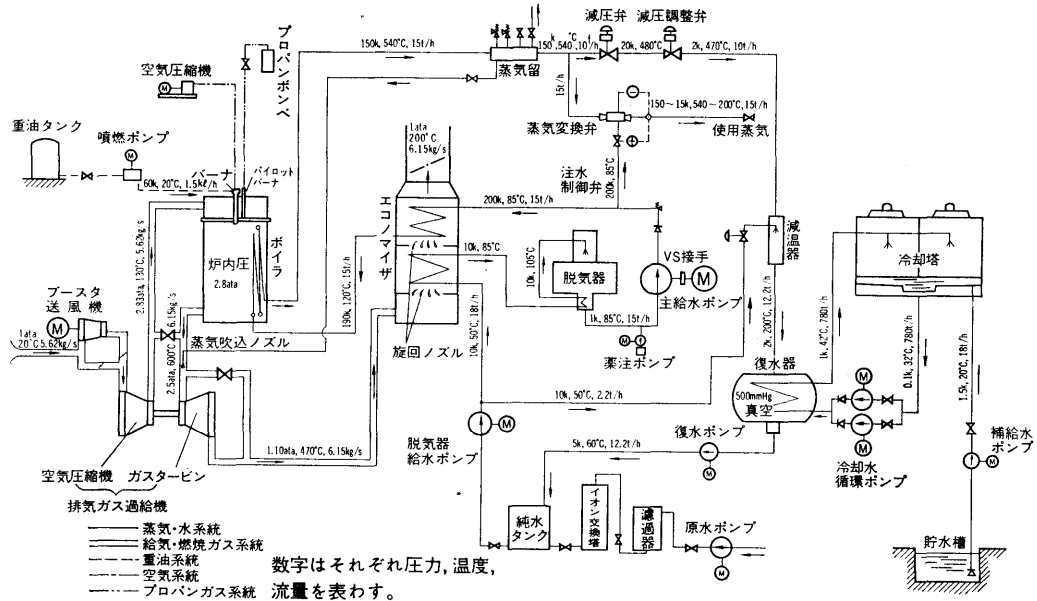 プロパンボンベ
空気圧縮機
重油タンク
噴燃ポンプ
60k, 20°C, 1.5kℓ/h
バーナ
パイロット
バーナ
ボイラ
炉内圧
2.8ata
2.83ata, 130°C, 5.62kg/s
ブースタ
送風機
1ata
20°C 5.62kg/s
2.5ata, 600°C, 6.15kg/s
蒸気吹込ノズル
1.10ata, 470°C, 6.15kg/s
空気圧縮機
ガスタービン
排気ガス過給機
150k, 540°C, 15t/h
蒸気留
減圧弁
減圧調整弁
20k, 480°C
2k, 470°C, 10t/h
15t/h
蒸気変換弁
150~15k, 540~200°C, 15t/h
使用蒸気
注水
制御弁
200k, 85°C
1ata
200°C
6.15kg/s
エコノマイザ
200k, 85°C, 15t/h
190k, 120°C, 15t/h
10k, 85°C
旋回ノズル
10k, 105°C
脱気器
1k, 85°C, 15t/h
薬注ポンプ
VS接手
主給水ポンプ
減温器
2k, 200°C, 12.2t/h
10k, 50°C, 18t/h
10k, 50°C, 2.2t/h
脱気器
給水ポンプ
冷却塔
1k, 42°C, 780t/h
0.1k, 32°C, 780t/h
1.5k, 20°C, 18t/h
復水器
500mmHg
真空
冷却水
循環ポンプ
補給水
ポンプ
貯水槽
復水ポンプ
5k, 60°C, 12.2t/h
純水
タンク
イオン交換塔
濾過器
原水ポンプ
蒸気・水系統
給気・燃焼ガス系統
重油系統
空気系統
プロパンガス系統
数字はそれぞれ圧力,温度,
流量を表わす。